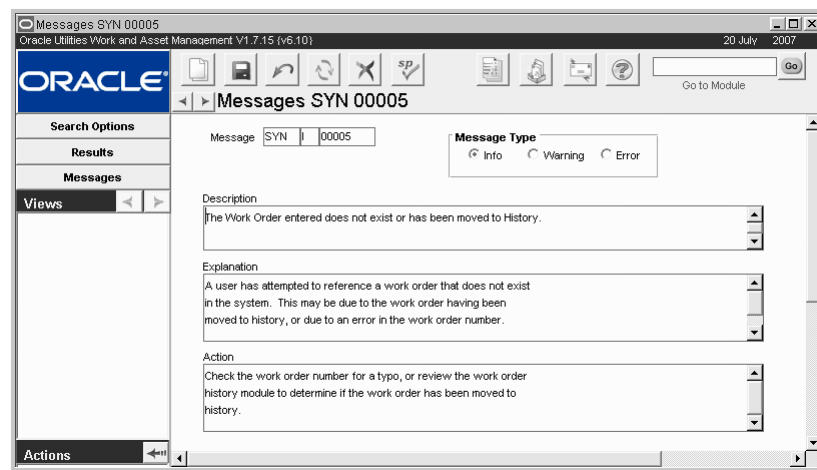 Messages SYN 00005
Oracle Utilities Work and Asset Management V1.7.15 {v6.10}
20 July 2007
ORACLE
sp
Go
Go to Module
Messages SYN 00005
Search Options
Results
Messages
Views
Message SYN I 00005
Message Type
Info Warning Error
Description
The Work Order entered does not exist or has been moved to History.
Explanation
A user has attempted to reference a work order that does not exist
in the system. This may be due to the work order having been
moved to history, or due to an error in the work order number.
Action
Check the work order number for a typo, or review the work order
history module to determine if the work order has been moved to
history.
Actions